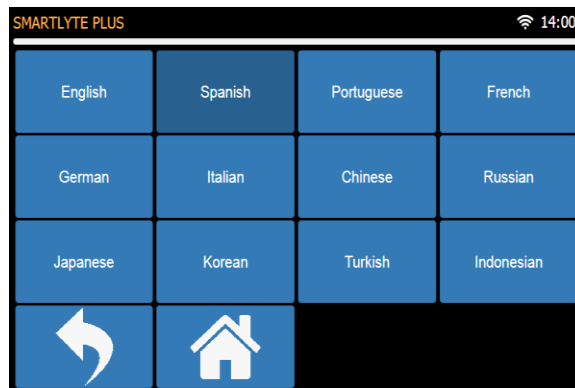 SMARTLYTE PLUS 14:00
English Spanish Portuguese French
German Italian Chinese Russian
Japanese Korean Turkish Indonesian